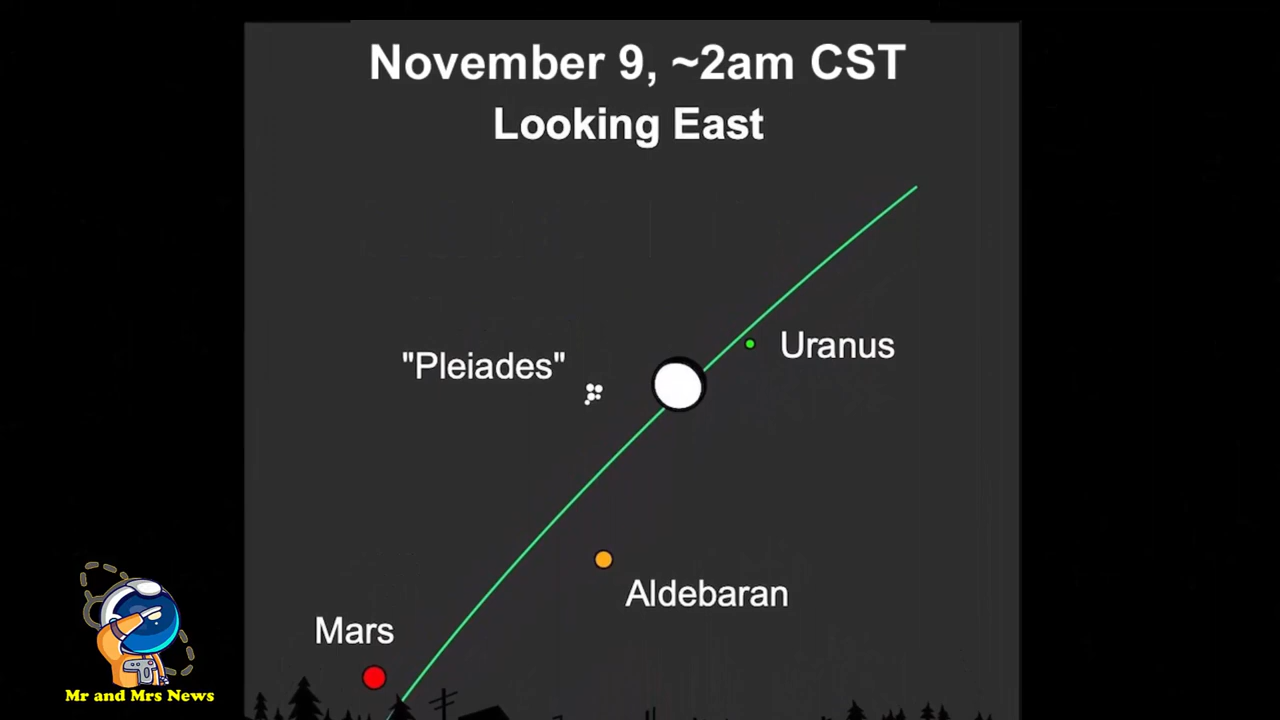 November 9, ~2am CST
Looking East
Uranus
"Pleiades"
Aldebaran
Mars
Mr and Mrs News